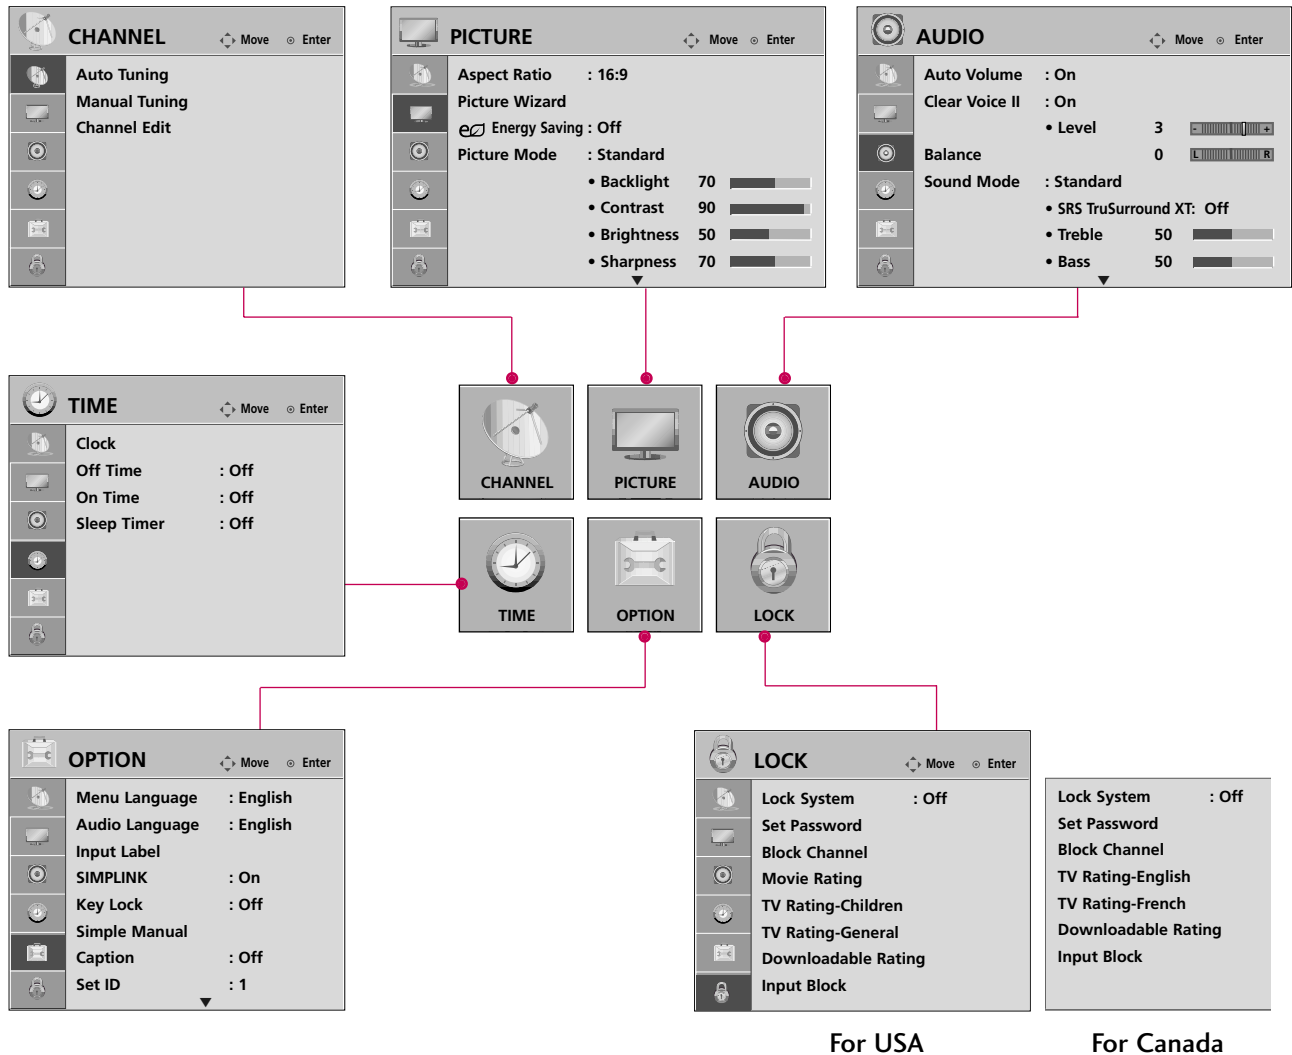 CHANNEL
Move Enter
Auto Tuning
Manual Tuning
Channel Edit
PICTURE
Move Enter
Aspect Ratio : 16:9
Picture Wizard
e Energy Saving : Off
Picture Mode : Standard
• Backlight 70
• Contrast 90
• Brightness 50
• Sharpness 70
AUDIO
Move Enter
Auto Volume : On
Clear Voice II : On
• Level 3 - +
Balance 0 L R
Sound Mode : Standard
• SRS TruSurround XT: Off
• Treble 50
• Bass 50
TIME
Move Enter
Clock
Off Time : Off
On Time : Off
Sleep Timer : Off
CHANNEL
PICTURE
AUDIO
TIME
OPTION
LOCK
OPTION
Move Enter
Menu Language : English
Audio Language : English
Input Label
SIMPLINK : On
Key Lock : Off
Simple Manual
Caption : Off
Set ID : 1
LOCK
Move Enter
Lock System : Off
Set Password
Block Channel
Movie Rating
TV Rating-Children
TV Rating-General
Downloadable Rating
Input Block
For USA
Lock System : Off
Set Password
Block Channel
TV Rating-English
TV Rating-French
Downloadable Rating
Input Block
For Canada